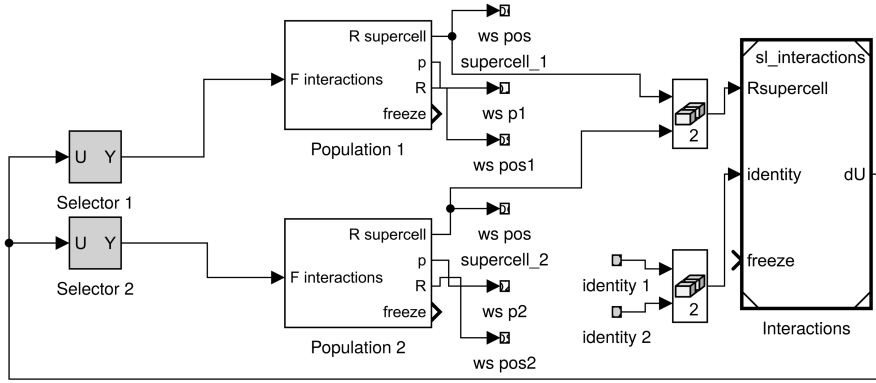 ws pos
supercell_1
R supercell
p
F interactions
R
freeze
Population 1
ws p1
ws pos1
2
sl_interactions
Rsupercell
identity
dU
freeze
Interactions
U Y
Selector 1
U Y
Selector 2
R supercell
p
F interactions
R
freeze
Population 2
ws pos
supercell_2
ws p2
ws pos2
identity 1
identity 2
2